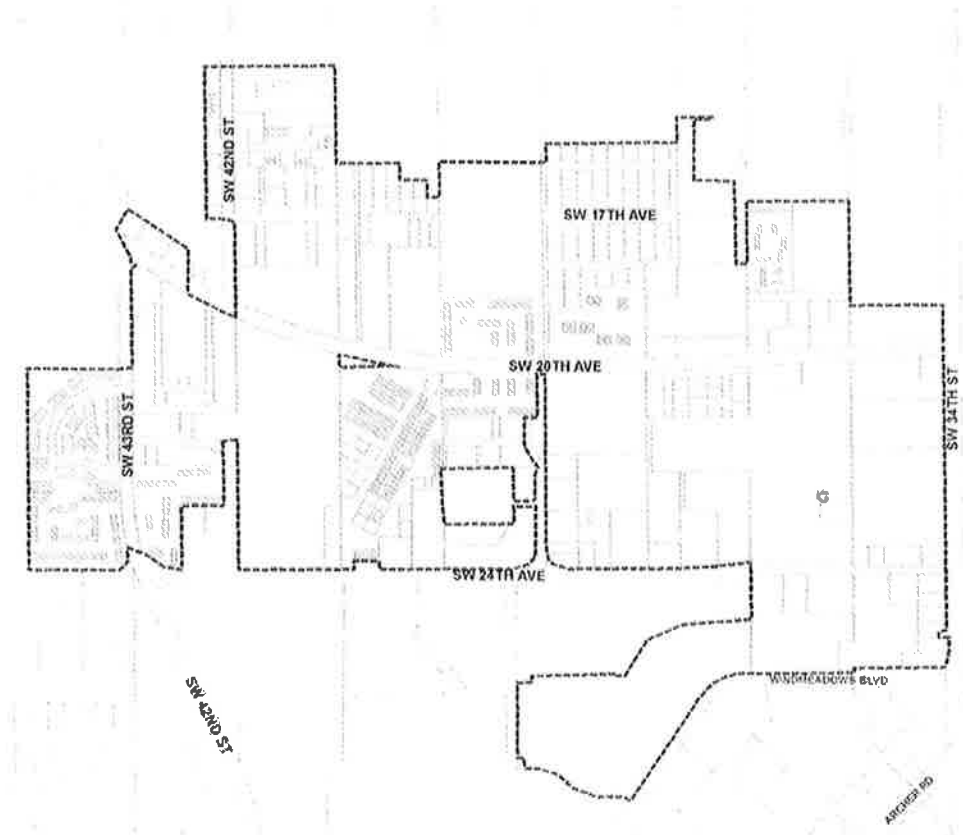 SW 42ND ST
SW 17TH AVE
SW 20TH AVE
SW 34TH ST
SW 43RD ST
SW 24TH AVE
WINDMEADOWS BLVD
SW 42ND ST
ARCHER RD